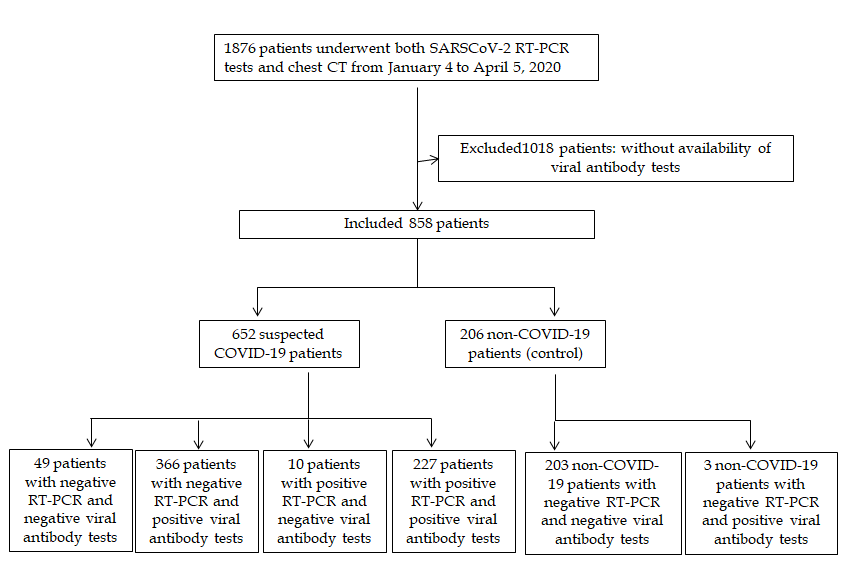 1876 patients underwent both SARSCoV-2 RT-PCR
tests and chest CT from January 4 to April 5, 2020
Excluded1018 patients: without availability of
viral antibody tests
Included 858 patients
652 suspected
COVID-19 patients
206 non-COVID-19
patients (control)
49 patients
with negative
RT-PCR and
negative viral
antibody tests
366 patients
with negative
RT-PCR and
positive viral
antibody tests
10 patients
with positive
RT-PCR and
negative viral
antibody tests
227 patients
with positive
RT-PCR and
positive viral
antibody tests
203 non-COVID-
19 patients with
negative RT-PCR
and negative viral
antibody tests
3 non-COVID-19
patients with
negative RT-PCR
and positive viral
antibody tests